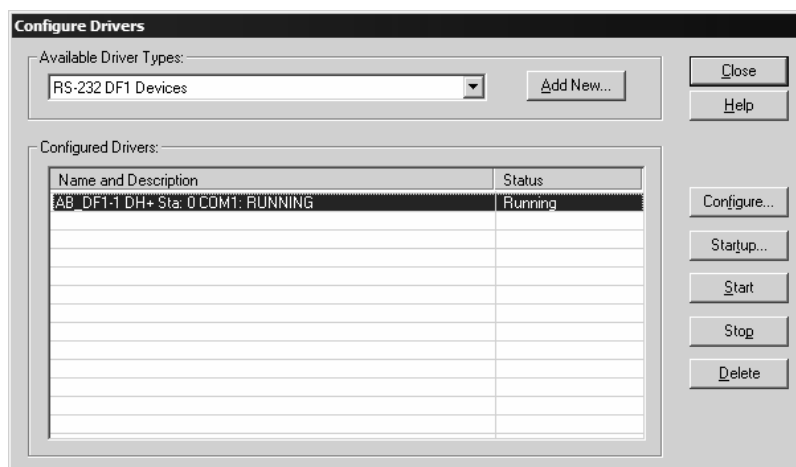 Configure Drivers
Available Driver Types:
RS-232 DF1 Devices
Add New...
Close
Help
Configured Drivers:
Name and Description Status
AB_DF1-1 DH+ Sta: 0 COM1: RUNNING Running
Configure...
Startup...
Start
Stop
Delete